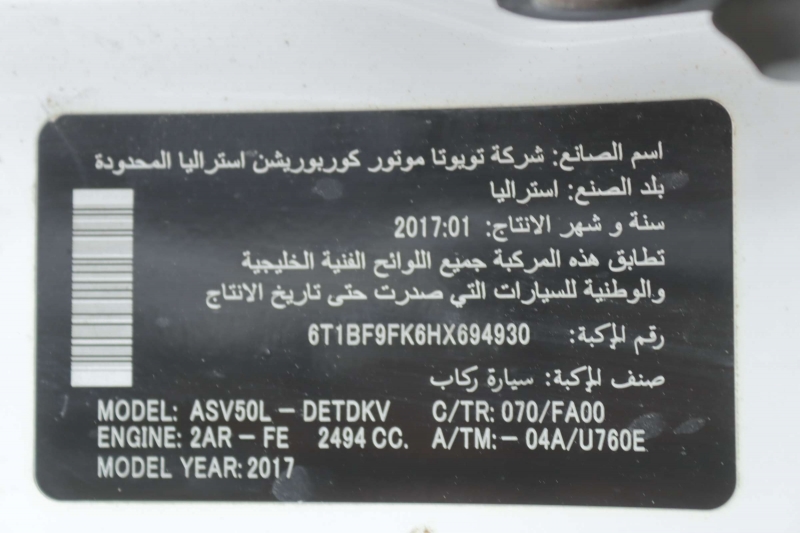 اسم الصانع: شركة تويوتا موتور كوربوريشن استراليا المحدودة
بلد الصنع: استراليا
سنة و شهر الانتاج: 2017:01
تطابق هذه المركبة جميع اللوائح الفنية الخليجية
والوطنية للسيارات التي صدرت حتى تاريخ الانتاج
رقم المركبة: 6T1BF9FK6HX694930
صنف المركبة: سيارة ركاب
MODEL: ASV50L - DETDKV C/TR: 070/FA00
ENGINE: 2AR - FE 2494 CC. A/TM: - 04A/U760E
MODEL YEAR: 2017